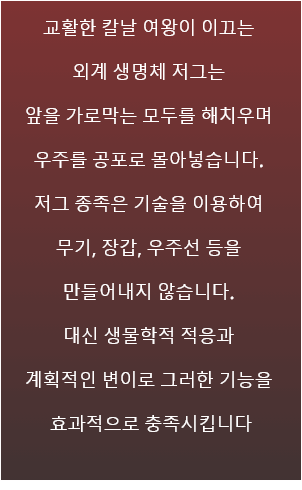 교활한 칼날 여왕이 이끄는
외계 생명체 저그는
앞을 가로막는 모두를 해치우며
우주를 공포로 몰아넣습니다.
저그 종족은 기술을 이용하여
무기, 장갑, 우주선 등을
만들어내지 않습니다.
대신 생물학적 적응과
계획적인 변이로 그러한 기능을
효과적으로 충족시킵니다